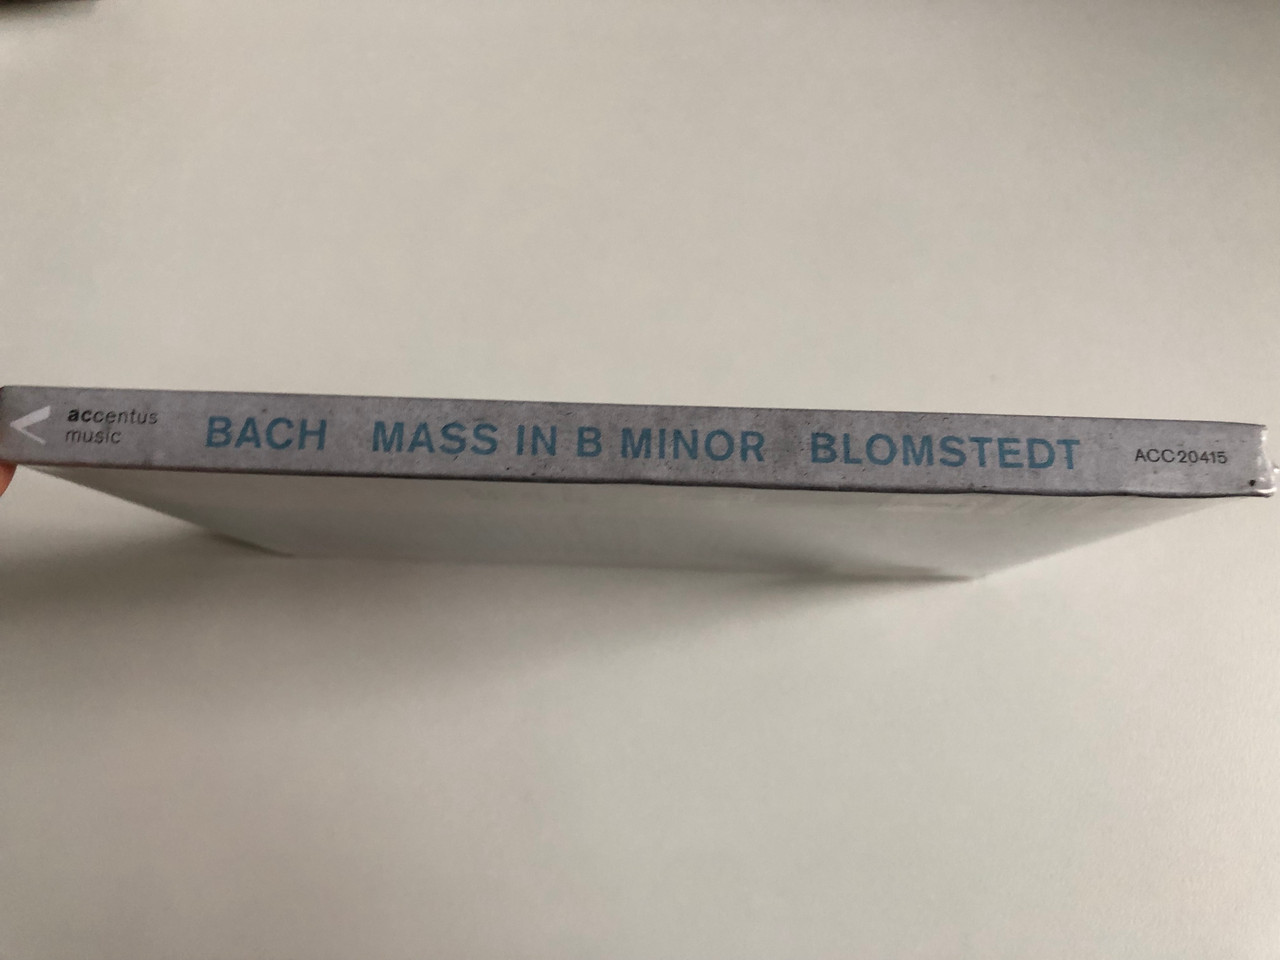 accentus
music
BACH MASS IN B MINOR BLOMSTEDT
ACC20415